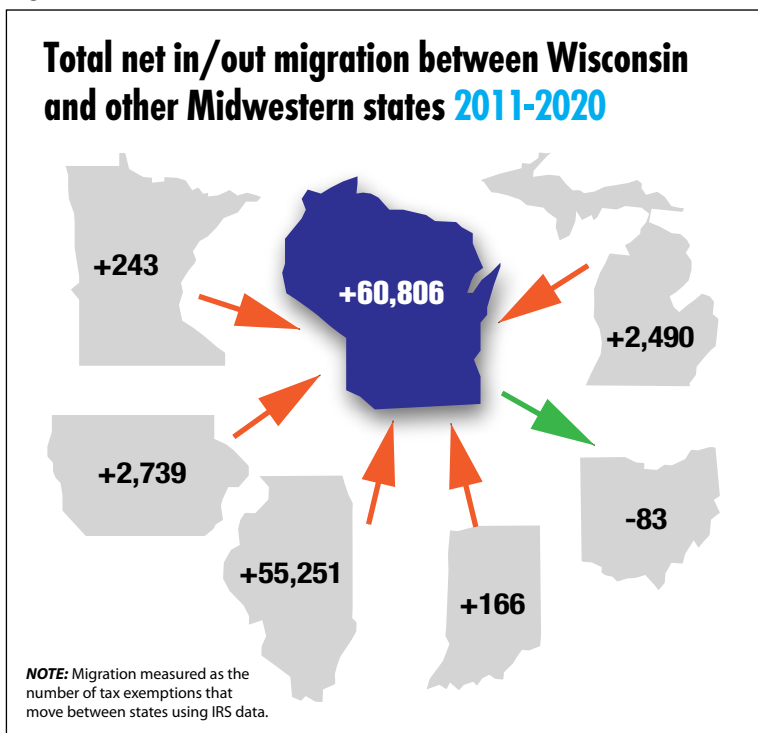 Total net in/out migration between Wisconsin
and other Midwestern states 2011-2020
+243
+60,806
+2,490
+2,739
+55,251
+166
-83
NOTE: Migration measured as the
number of tax exemptions that
move between states using IRS data.